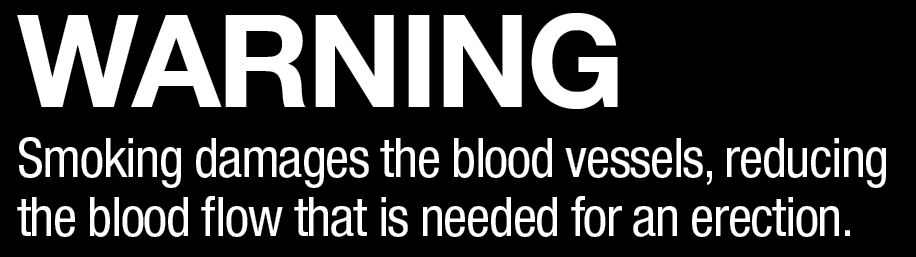 WARNING
Smoking damages the blood vessels, reducing
the blood flow that is needed for an erection.